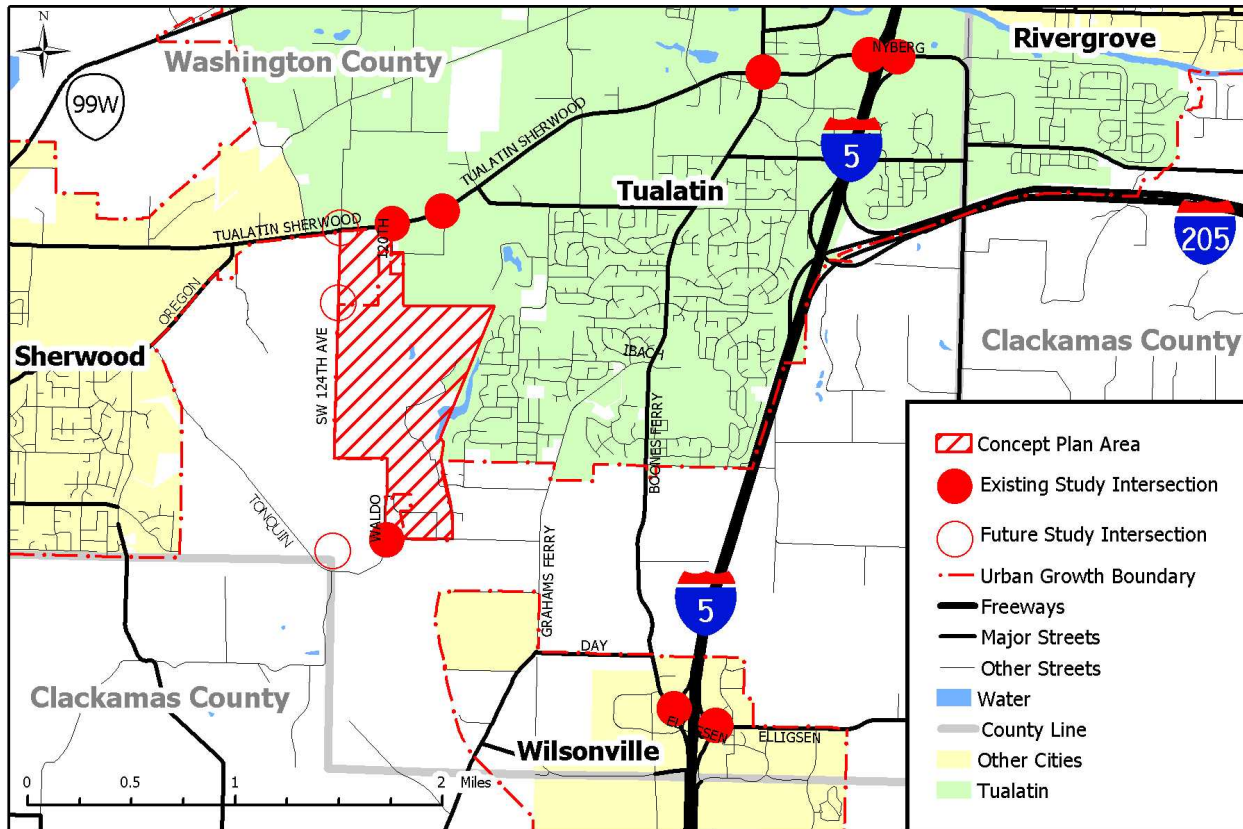 N
Washington County
NYBERG
Rivergrove
99W
5
TUALATIN SHERWOOD
Tualatin
TUALATIN SHERWOOD
120TH
205
OREGON
Sherwood
SW 124TH AVE
IBACH
Clackamas County
BOONES FERRY
TONQUIN
WALDO
GRAHAMS FERRY
5
DAY
Clackamas County
ELLIGSEN
ELLIGSEN
Wilsonville
0 0.5 1 2 Miles
Concept Plan Area
Existing Study Intersection
Future Study Intersection
Urban Growth Boundary
Freeways
Major Streets
Other Streets
Water
County Line
Other Cities
Tualatin